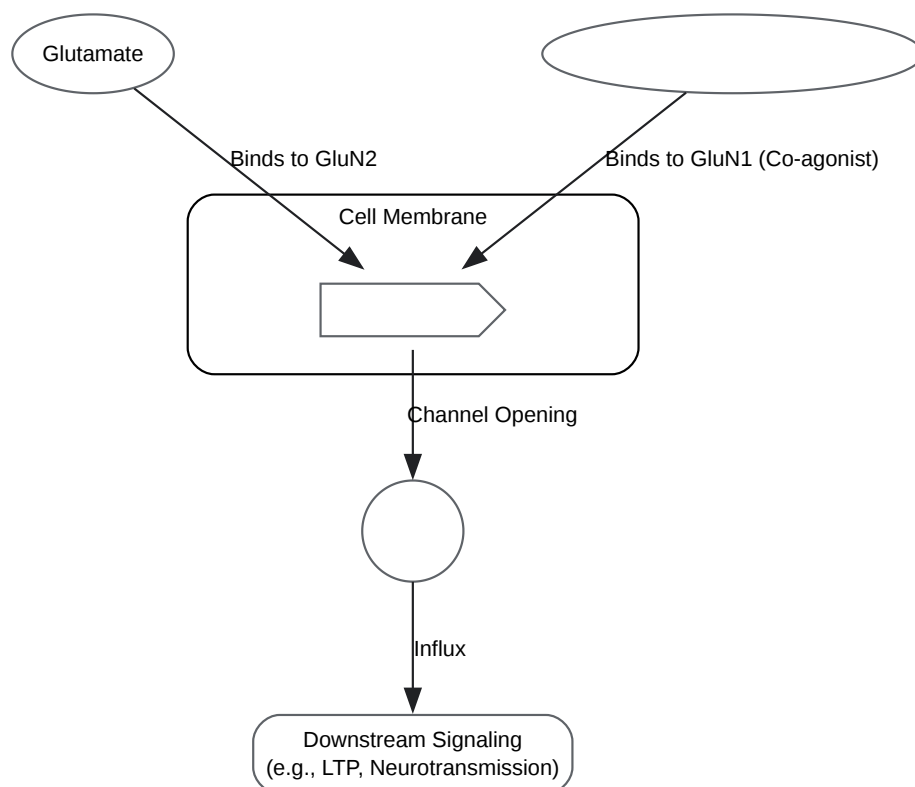 Glutamate
Binds to GluN2
Binds to GluN1 (Co-agonist)
Cell Membrane
Channel Opening
Influx
Downstream Signaling
(e.g., LTP, Neurotransmission)